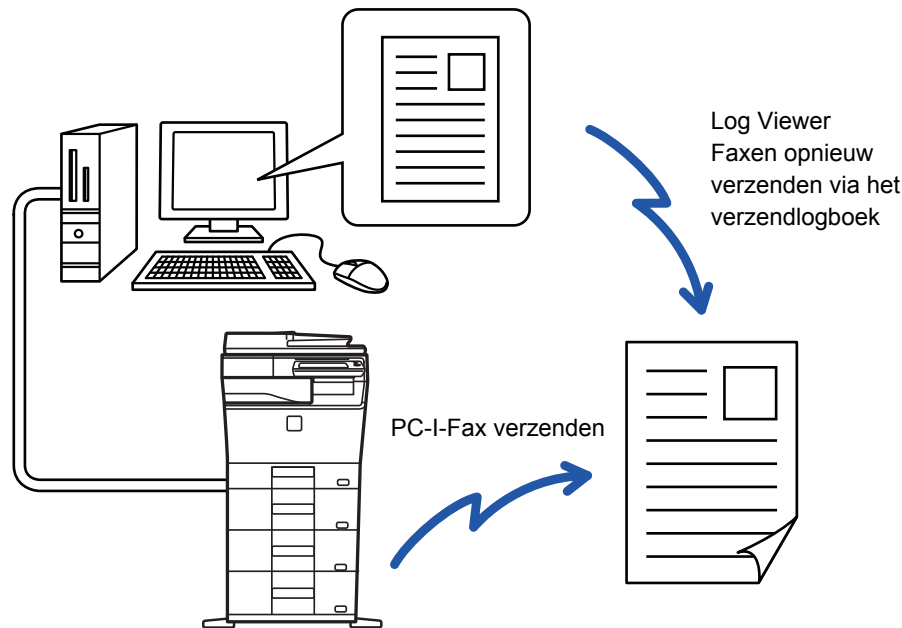 Log Viewer
Faxen opnieuw
verzenden via het
verzendlogboek
PC-I-Fax verzenden